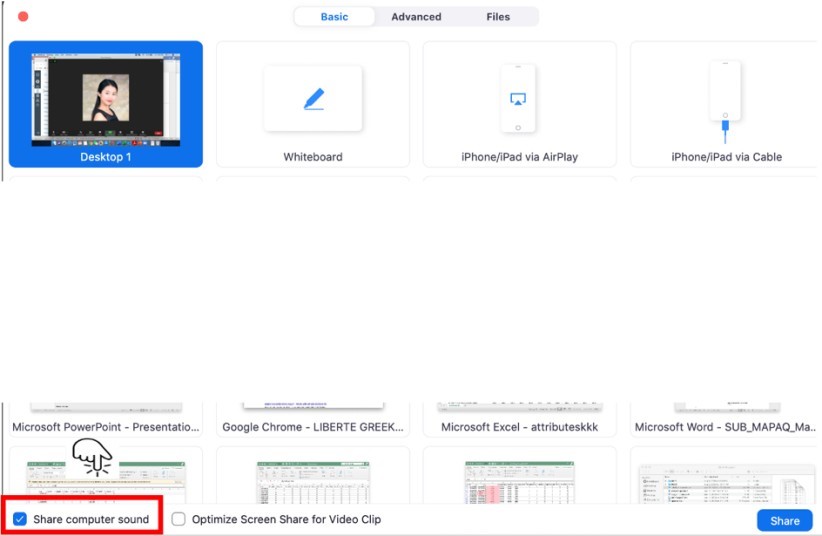 Basic Advanced Files
Desktop 1 Whiteboard iPhone/iPad via AirPlay iPhone/iPad via Cable
Microsoft PowerPoint - Presentatio... Google Chrome - LIBERTE GREEK... Microsoft Excel - attributeskkk Microsoft Word - SUB_MAPAQ_Ma...
Share computer sound Optimize Screen Share for Video Clip Share